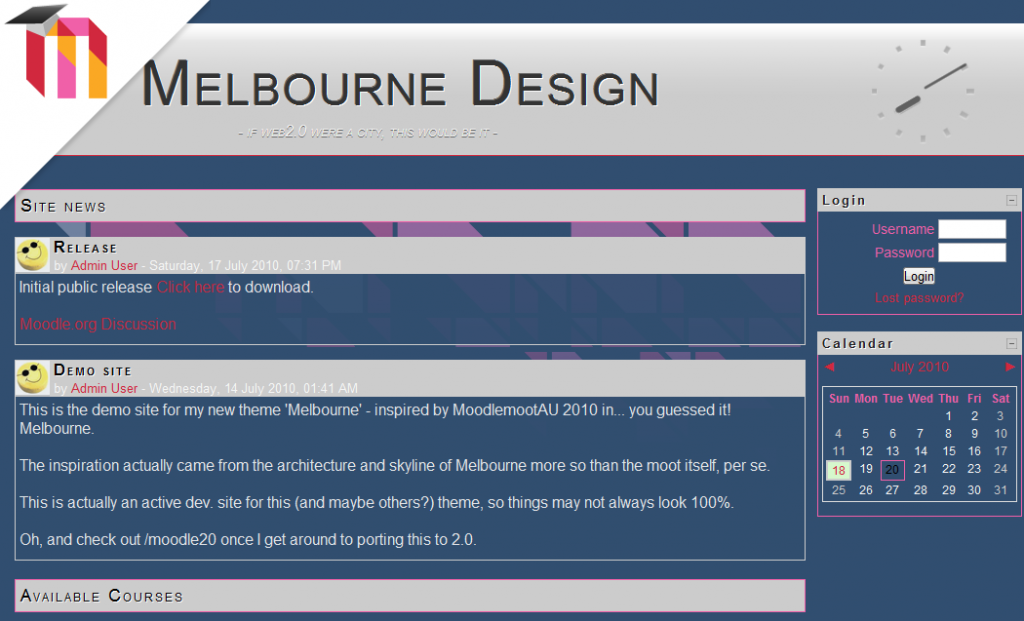 Melbourne Design
- if web2.0 were a city, this would be it -
Site news
Release
by Admin User - Saturday, 17 July 2010, 07:31 PM
Initial public release Click here to download.
Moodle.org Discussion
Demo site
by Admin User - Wednesday, 14 July 2010, 01:41 AM
This is the demo site for my new theme 'Melbourne' - inspired by MoodlemootAU 2010 in... you guessed it!
Melbourne.
The inspiration actually came from the architecture and skyline of Melbourne more so than the moot itself, per se.
This is actually an active dev. site for this (and maybe others?) theme, so things may not always look 100%.
Oh, and check out /moodle20 once I get around to porting this to 2.0.
Available Courses
Login
Username
Password
Login
Lost password?
Calendar
◄ July 2010 ►
Sun Mon Tue Wed Thu Fri Sat
1 2 3
4 5 6 7 8 9 10
11 12 13 14 15 16 17
18 19 20 21 22 23 24
25 26 27 28 29 30 31